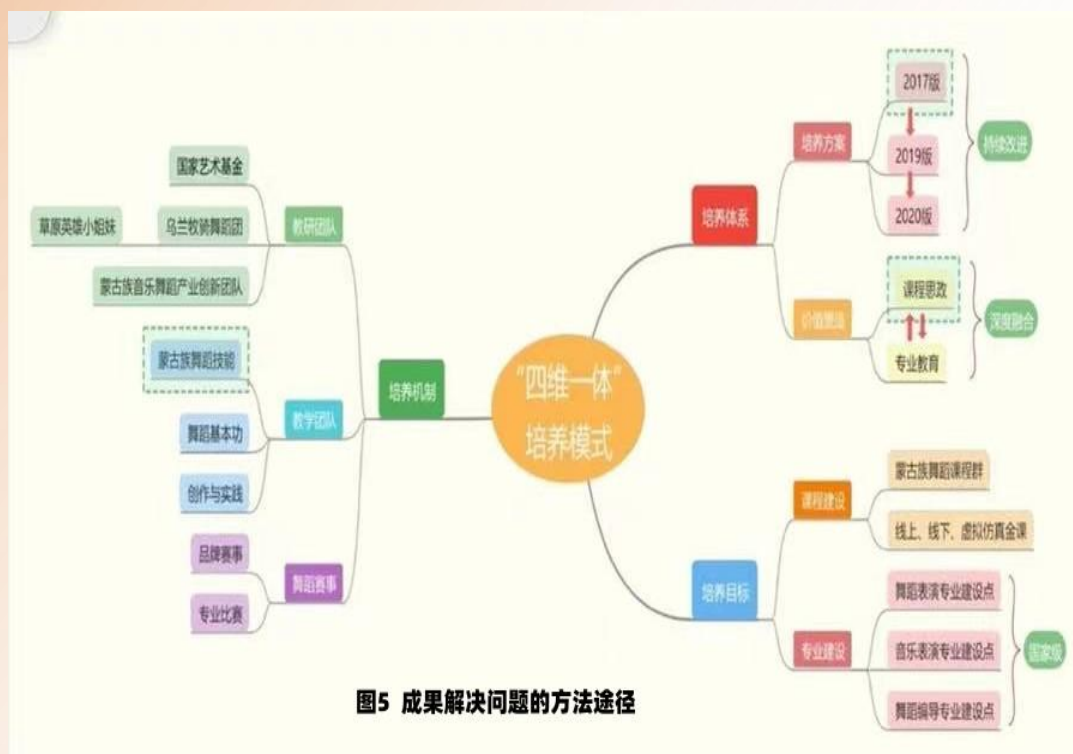 国家艺术基金
草原英雄小姐妹
乌兰牧骑舞蹈团
教研团队
蒙古族音乐舞蹈产业创新团队
蒙古族舞蹈技能
舞蹈基本功
教学团队
创作与实践
品牌赛事
专业比赛
舞蹈赛事
培养机制
“四维一体”
培养模式
培养体系
培养方案
2017版
2019版
2020版
持续改进
价值塑造
课程思政
专业教育
深度融合
培养目标
课程建设
蒙古族舞蹈课程群
线上、线下、虚拟仿真金课
专业建设
舞蹈表演专业建设点
音乐表演专业建设点
舞蹈编导专业建设点
国家级
图5 成果解决问题的方法途径